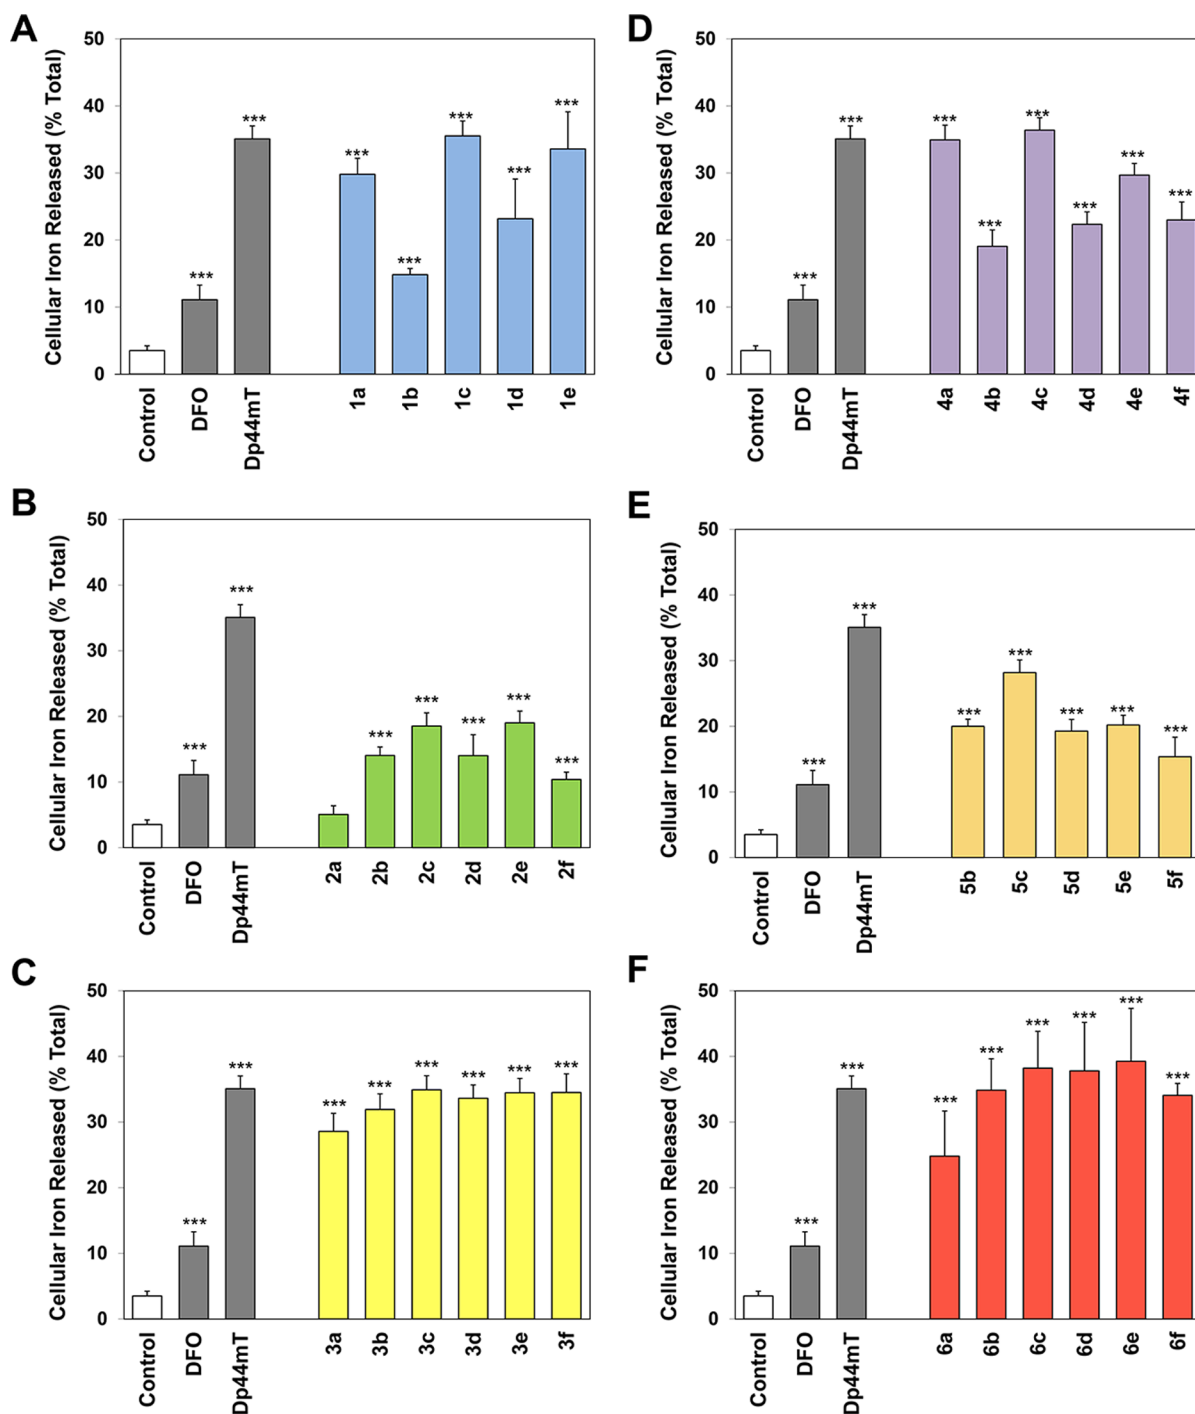 A
Cellular Iron Released (% Total)
50
40
30
20
10
0
***
***
***
***
***
***
***
Control
DFO
Dp44mT
1a
1b
1c
1d
1e
D
Cellular Iron Released (% Total)
50
40
30
20
10
0
***
***
***
***
***
***
***
***
Control
DFO
Dp44mT
4a
4b
4c
4d
4e
4f
B
Cellular Iron Released (% Total)
50
40
30
20
10
0
***
***
***
***
***
***
***
Control
DFO
Dp44mT
2a
2b
2c
2d
2e
2f
E
Cellular Iron Released (% Total)
50
40
30
20
10
0
***
***
***
***
***
***
***
Control
DFO
Dp44mT
5b
5c
5d
5e
5f
C
Cellular Iron Released (% Total)
50
40
30
20
10
0
***
***
***
***
***
***
***
***
Control
DFO
Dp44mT
3a
3b
3c
3d
3e
3f
F
Cellular Iron Released (% Total)
50
40
30
20
10
0
***
***
***
***
***
***
***
***
Control
DFO
Dp44mT
6a
6b
6c
6d
6e
6f